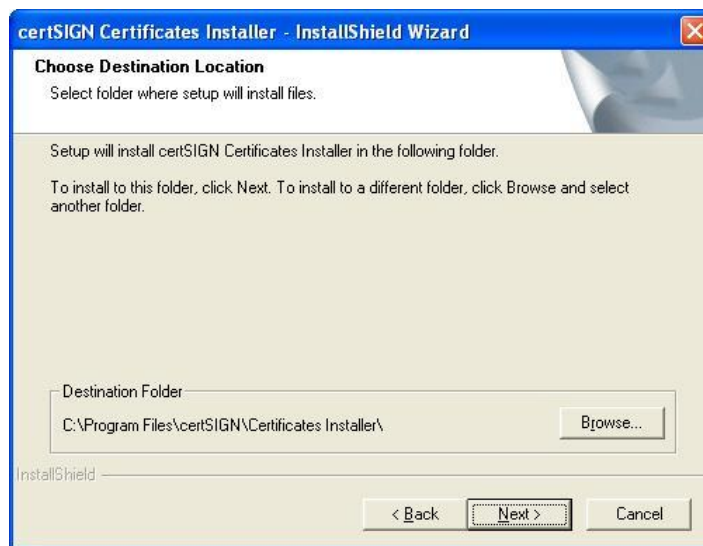 certSIGN Certificates Installer - InstallShield Wizard
Choose Destination Location
Select folder where setup will install files.
Setup will install certSIGN Certificates Installer in the following folder.
To install to this folder, click Next. To install to a different folder, click Browse and select
another folder.
Destination Folder
C:\Program Files\certSIGN\Certificates Installer\
Browse...
InstallShield
< Back
Next >
Cancel